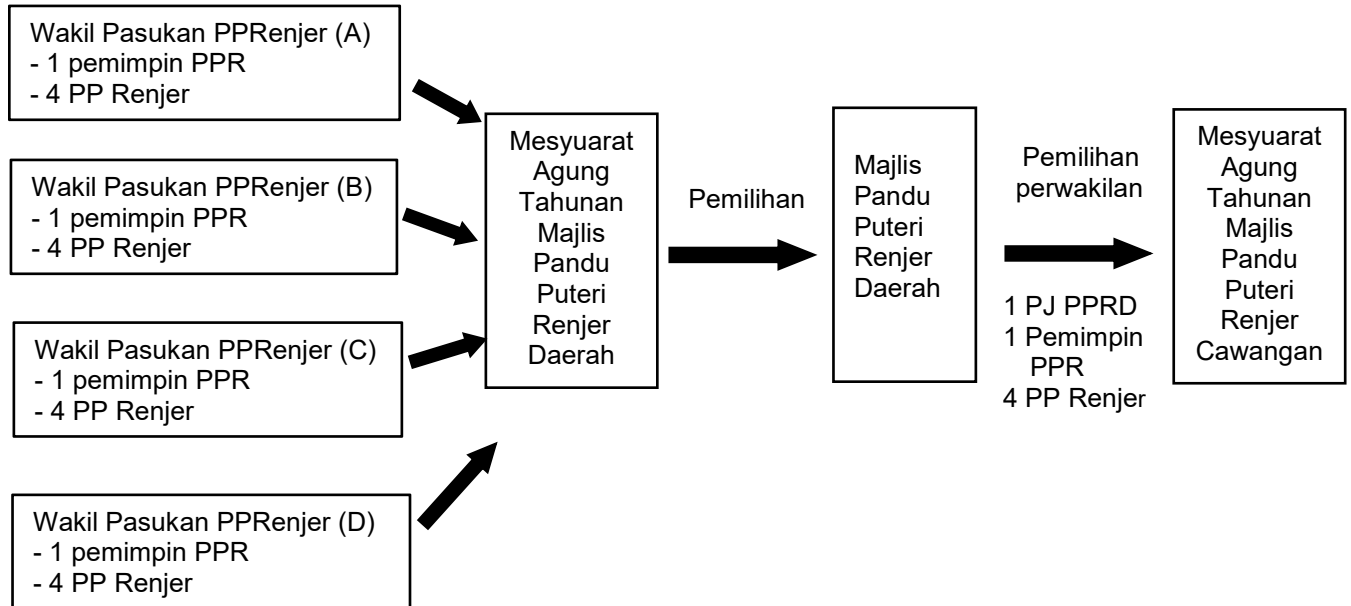 Wakil Pasukan PPRenjer (A)
- 1 pemimpin PPR
- 4 PP Renjer
Wakil Pasukan PPRenjer (B)
- 1 pemimpin PPR
- 4 PP Renjer
Wakil Pasukan PPRenjer (C)
- 1 pemimpin PPR
- 4 PP Renjer
Wakil Pasukan PPRenjer (D)
- 1 pemimpin PPR
- 4 PP Renjer
Mesyuarat
Agung
Tahunan
Majlis
Pandu
Puteri
Renjer
Daerah
Pemilihan
Majlis
Pandu
Puteri
Renjer
Daerah
Pemilihan
perwakilan
1 PJ PPRD
1 Pemimpin
PPR
4 PP Renjer
Mesyuarat
Agung
Tahunan
Majlis
Pandu
Puteri
Renjer
Cawangan